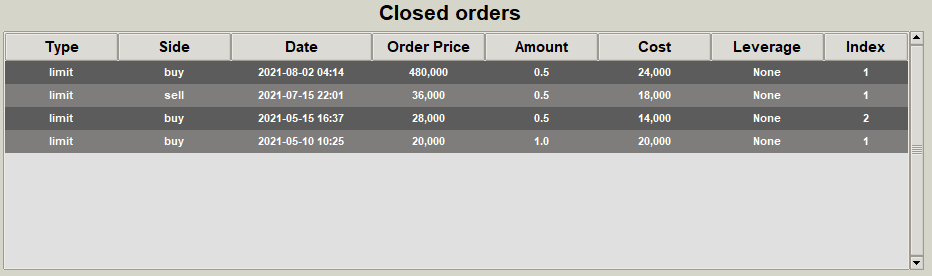 Closed orders
Type Side Date Order Price Amount Cost Leverage Index
limit buy 2021-08-02 04:14 480,000 0.5 24,000 None 1
limit sell 2021-07-15 22:01 36,000 0.5 18,000 None 1
limit buy 2021-05-15 16:37 28,000 0.5 14,000 None 2
limit buy 2021-05-10 10:25 20,000 1.0 20,000 None 1